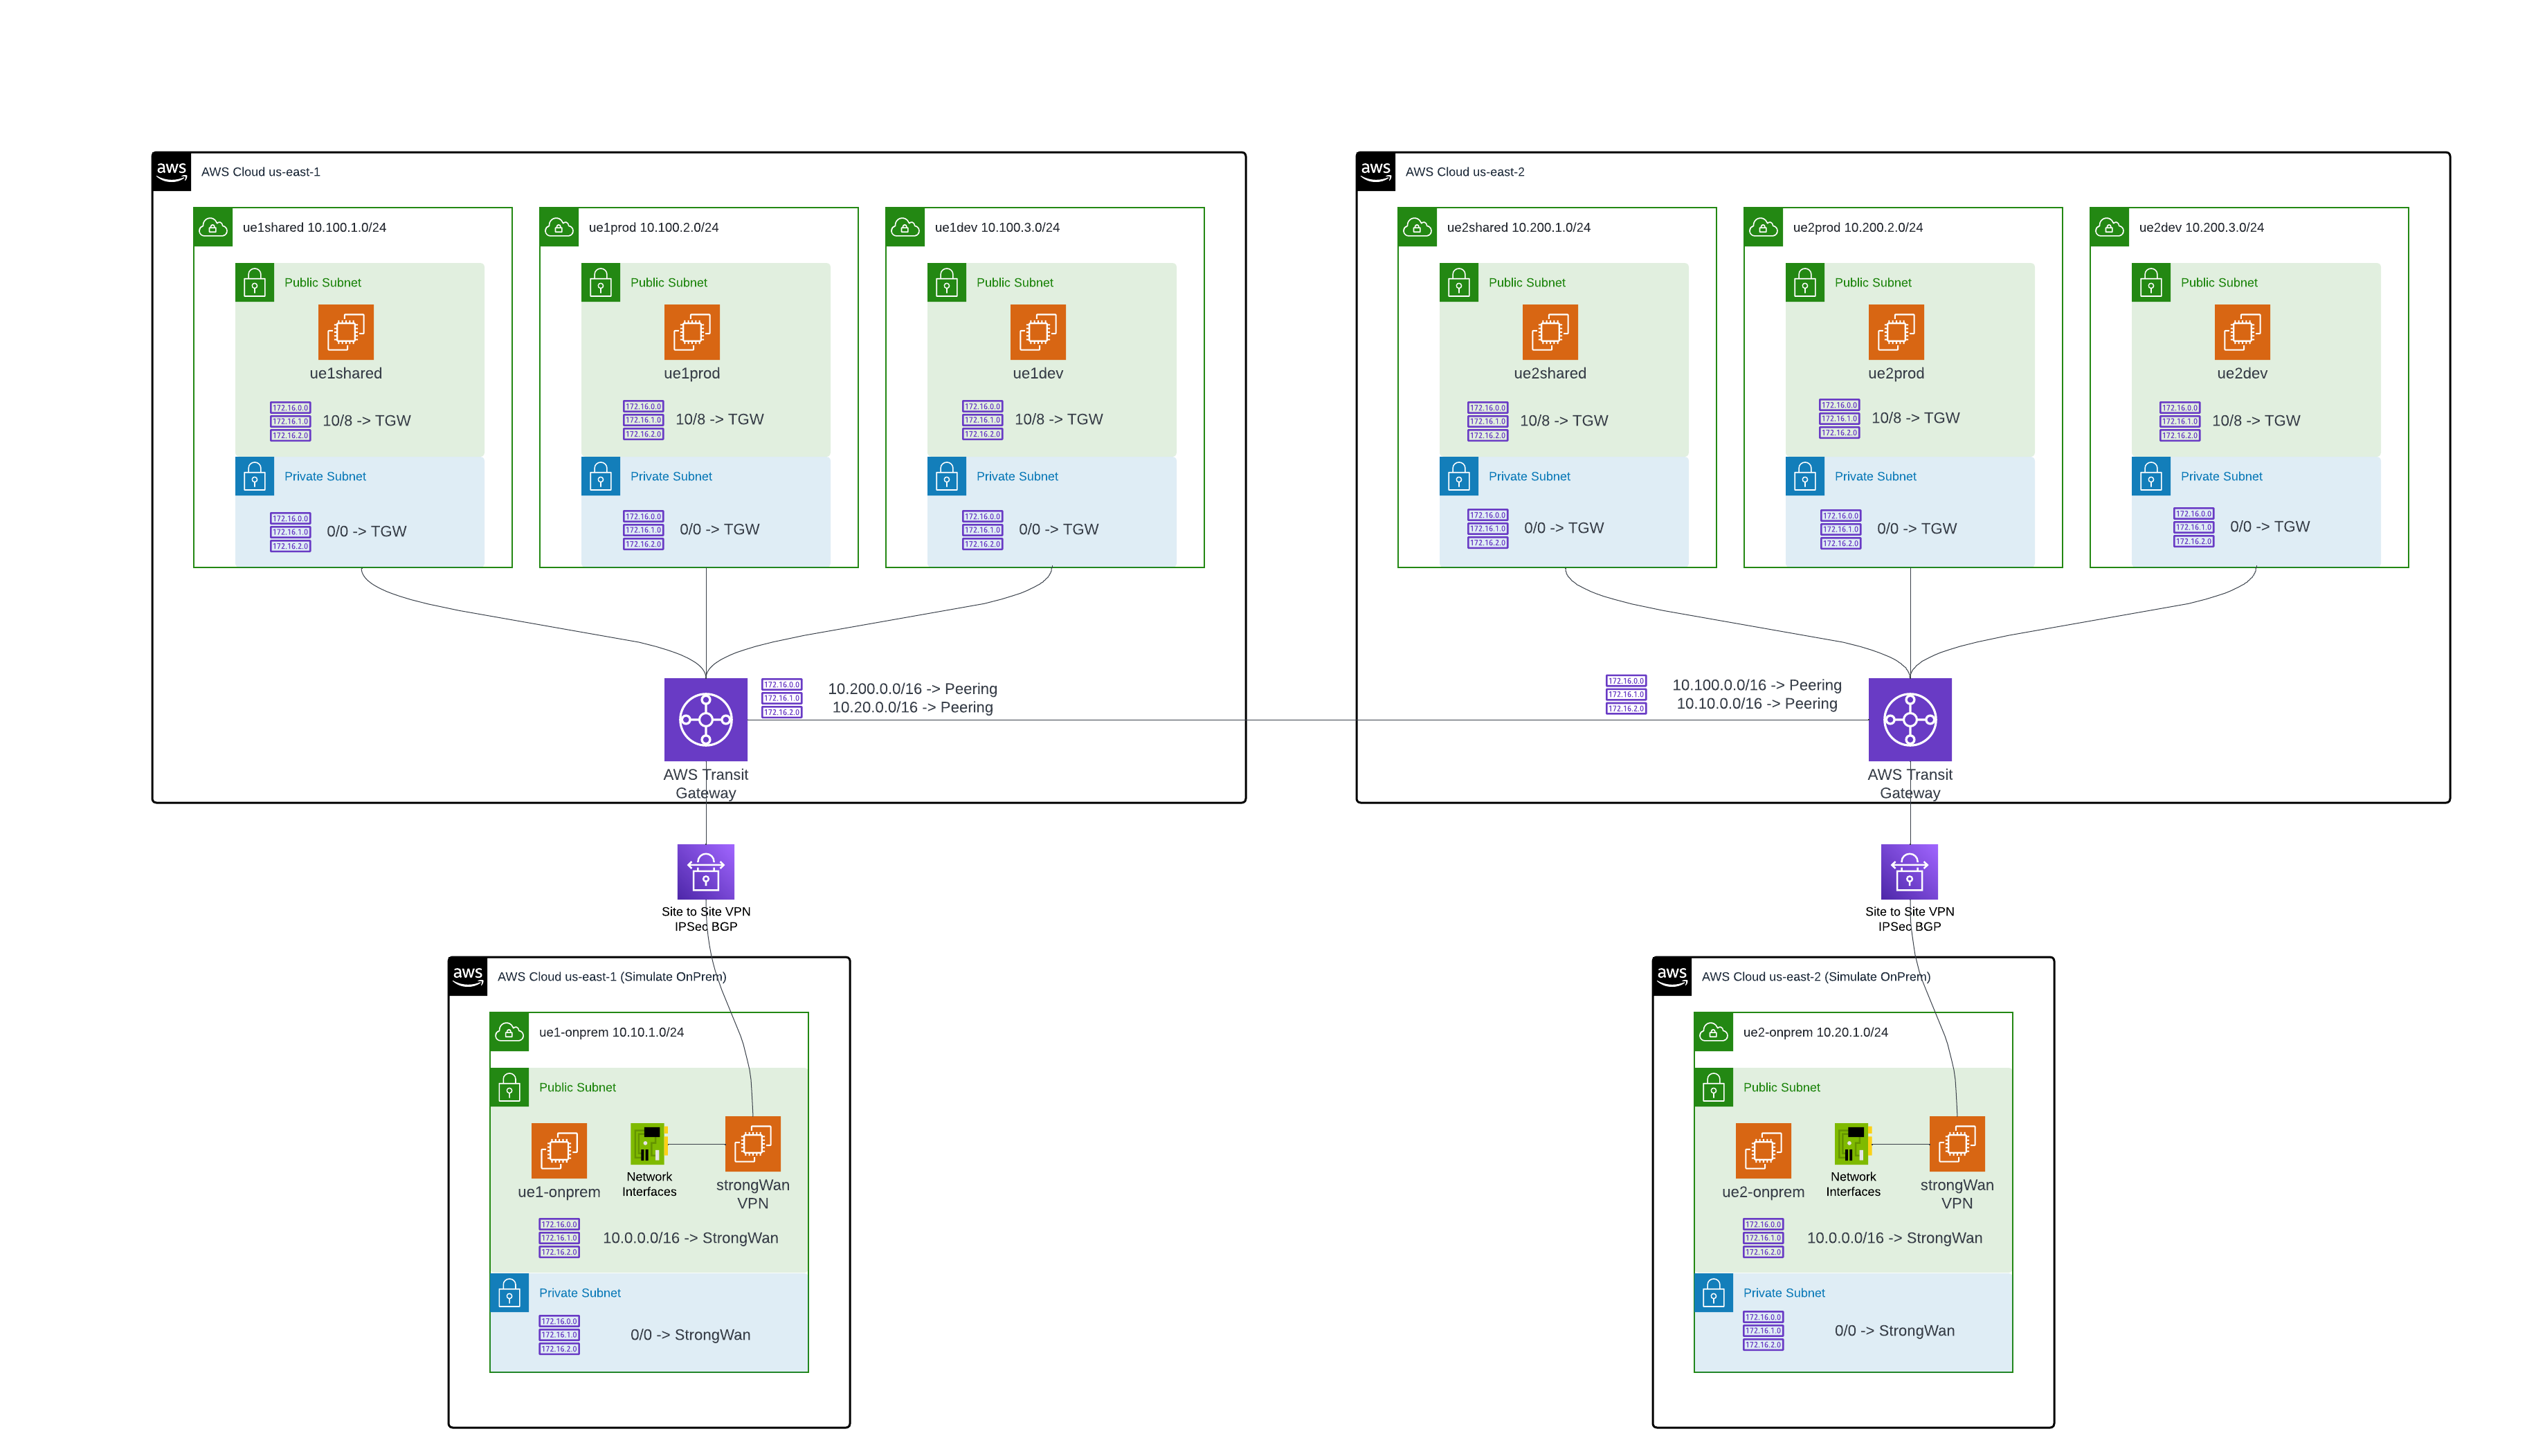 aws
AWS Cloud us-east-1
ue1shared 10.100.1.0/24
Public Subnet
ue1shared
172.16.0.0
172.16.1.0
172.16.2.0
10/8 -> TGW
Private Subnet
172.16.0.0
172.16.1.0
172.16.2.0
0/0 -> TGW
ue1prod 10.100.2.0/24
Public Subnet
ue1prod
172.16.0.0
172.16.1.0
172.16.2.0
10/8 -> TGW
Private Subnet
172.16.0.0
172.16.1.0
172.16.2.0
0/0 -> TGW
ue1dev 10.100.3.0/24
Public Subnet
ue1dev
172.16.0.0
172.16.1.0
172.16.2.0
10/8 -> TGW
Private Subnet
172.16.0.0
172.16.1.0
172.16.2.0
0/0 -> TGW
172.16.0.0
172.16.1.0
172.16.2.0
10.200.0.0/16 -> Peering
10.20.0.0/16 -> Peering
AWS Transit
Gateway
aws
AWS Cloud us-east-2
ue2shared 10.200.1.0/24
Public Subnet
ue2shared
172.16.0.0
172.16.1.0
172.16.2.0
10/8 -> TGW
Private Subnet
172.16.0.0
172.16.1.0
172.16.2.0
0/0 -> TGW
ue2prod 10.200.2.0/24
Public Subnet
ue2prod
172.16.0.0
172.16.1.0
172.16.2.0
10/8 -> TGW
Private Subnet
172.16.0.0
172.16.1.0
172.16.2.0
0/0 -> TGW
ue2dev 10.200.3.0/24
Public Subnet
ue2dev
172.16.0.0
172.16.1.0
172.16.2.0
10/8 -> TGW
Private Subnet
172.16.0.0
172.16.1.0
172.16.2.0
0/0 -> TGW
172.16.0.0
172.16.1.0
172.16.2.0
10.100.0.0/16 -> Peering
10.10.0.0/16 -> Peering
AWS Transit
Gateway
Site to Site VPN
IPSec BGP
aws
AWS Cloud us-east-1 (Simulate OnPrem)
ue1-onprem 10.10.1.0/24
Public Subnet
ue1-onprem
Network
Interfaces
strongWan
VPN
172.16.0.0
172.16.1.0
172.16.2.0
10.0.0.0/16 -> StrongWan
Private Subnet
172.16.0.0
172.16.1.0
172.16.2.0
0/0 -> StrongWan
Site to Site VPN
IPSec BGP
aws
AWS Cloud us-east-2 (Simulate OnPrem)
ue2-onprem 10.20.1.0/24
Public Subnet
ue2-onprem
Network
Interfaces
strongWan
VPN
172.16.0.0
172.16.1.0
172.16.2.0
10.0.0.0/16 -> StrongWan
Private Subnet
172.16.0.0
172.16.1.0
172.16.2.0
0/0 -> StrongWan